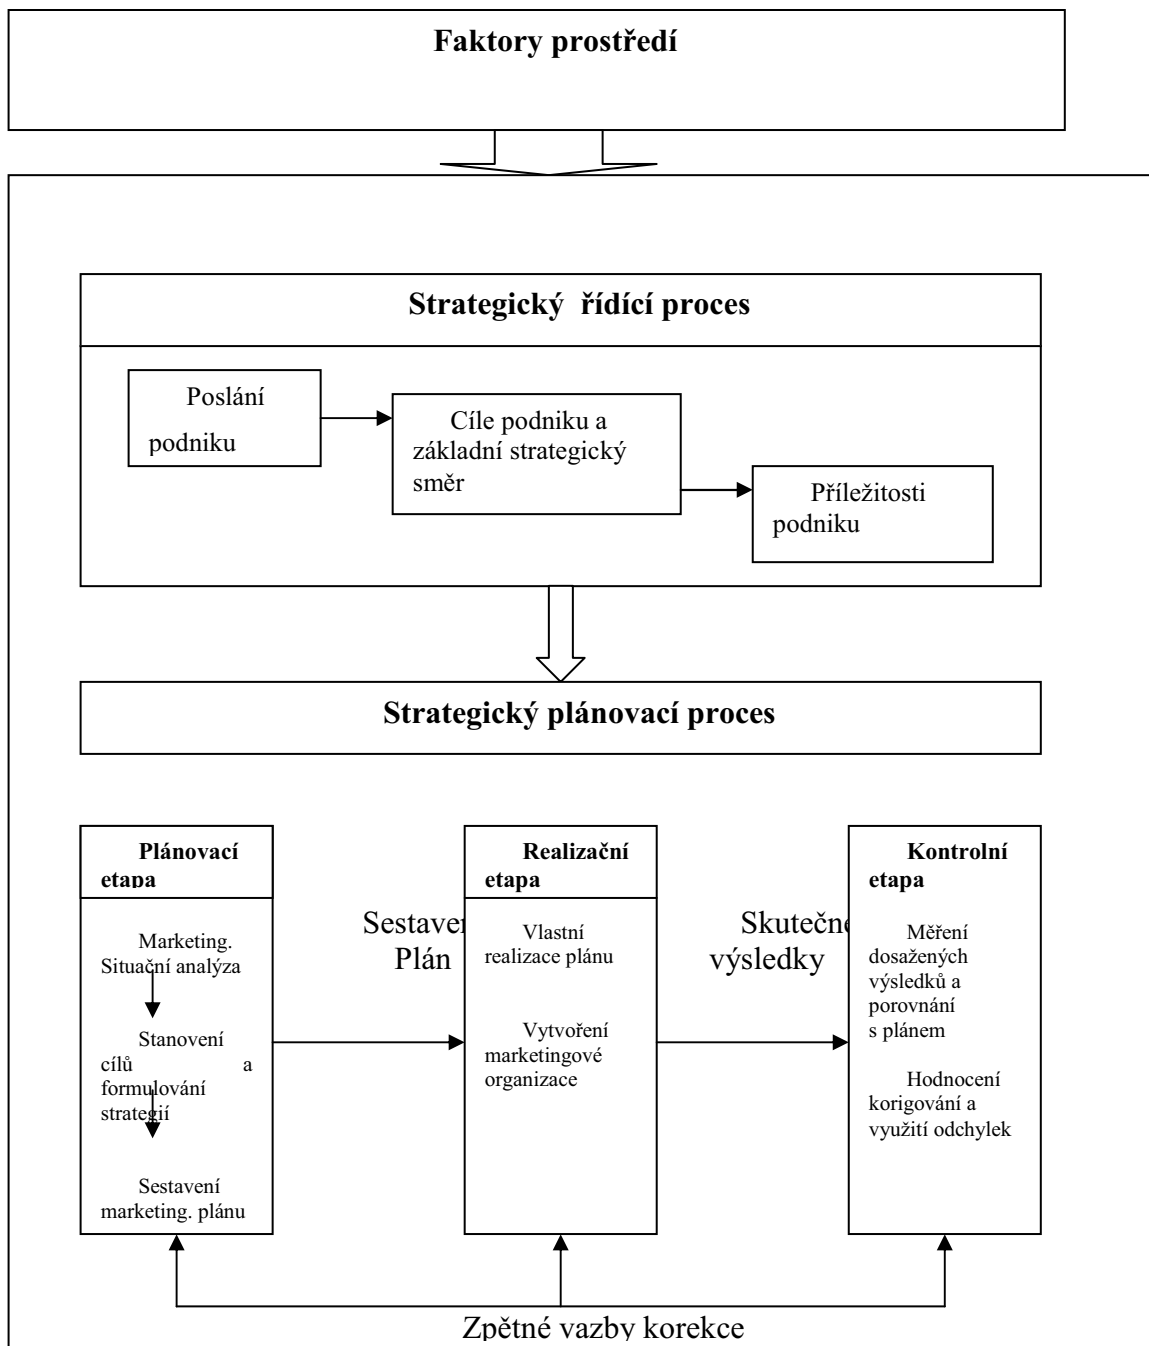 Faktory prostředí
Strategický řídící proces
Poslání
podniku
Cíle podniku a
základní strategický
směr
Příležitosti
podniku
Strategický plánovací proces
Plánovací
etapa
Marketing.
Situační analýza
Stanovení
cílů a
formulování
strategií
Sestavení
marketing. plánu
Plán
Realizační
etapa
Vlastní
realizace plánu
Vytvoření
marketingové
organizace
Skutečné
výsledky
Kontrolní
etapa
Měření
dosažených
výsledků a
porovnání
s plánem
Hodnocení
korigování a
využití odchylek
Zpětné vazby korekce